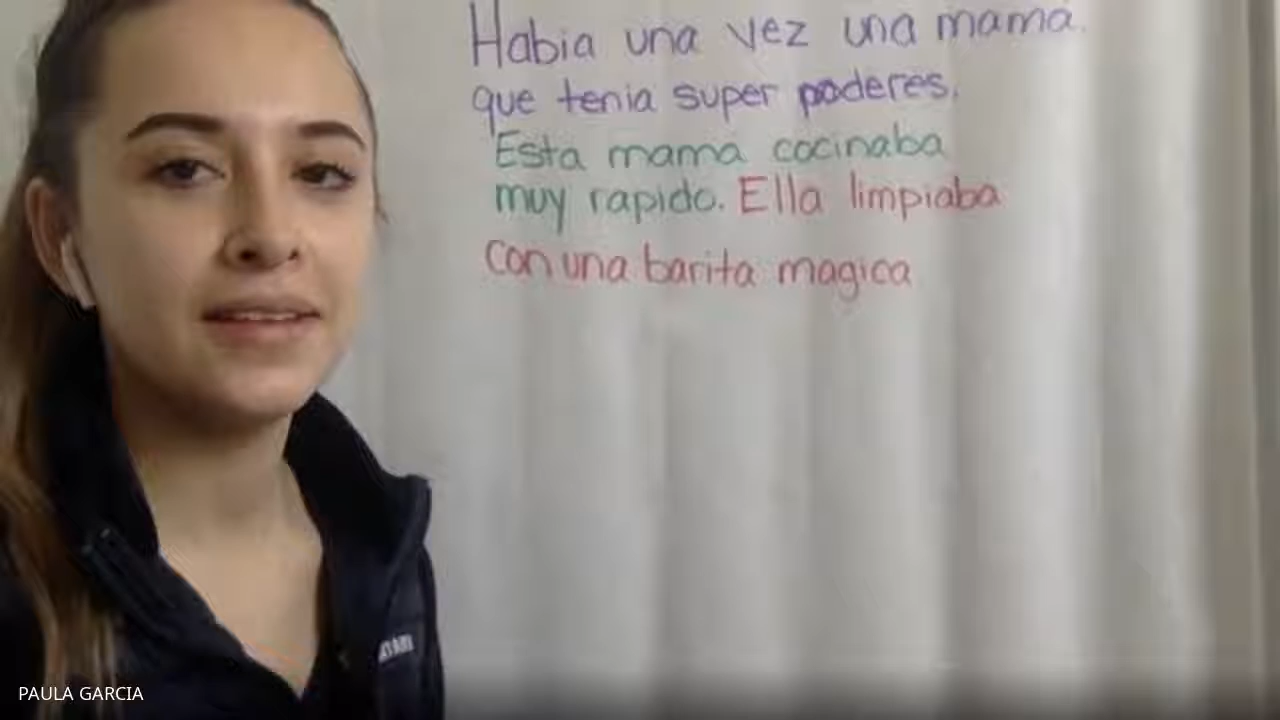 Habia una vez una mama.
que tenia super poderes.
Esta mama cocinaba
muy rapido. Ella limpiaba
con una barita magica
PAULA GARCIA